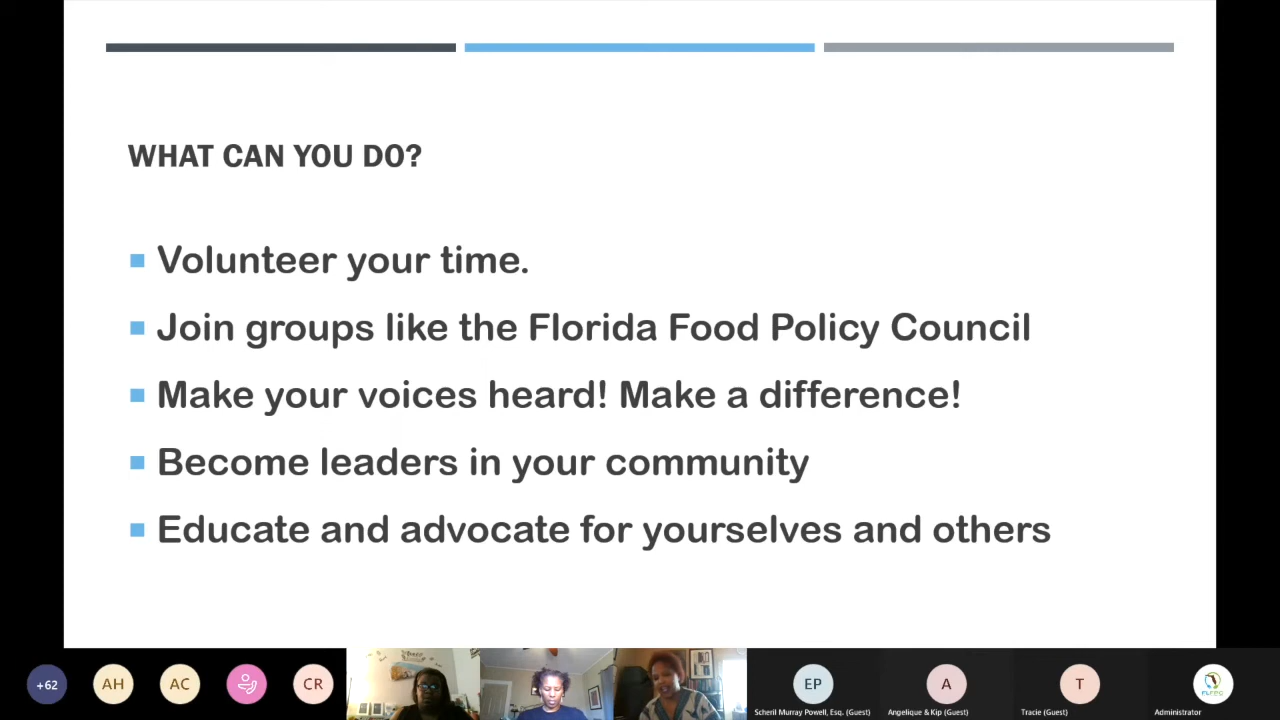 WHAT CAN YOU DO?
Volunteer your time.
Join groups like the Florida Food Policy Council
Make your voices heard! Make a difference!
Become leaders in your community
Educate and advocate for yourselves and others
+62
AH
AC
CR
EP
A
T
FLFPC
Scheril Murray Powell, Esq. (Guest)
Angelique & Kip (Guest)
Tracie (Guest)
Administrator